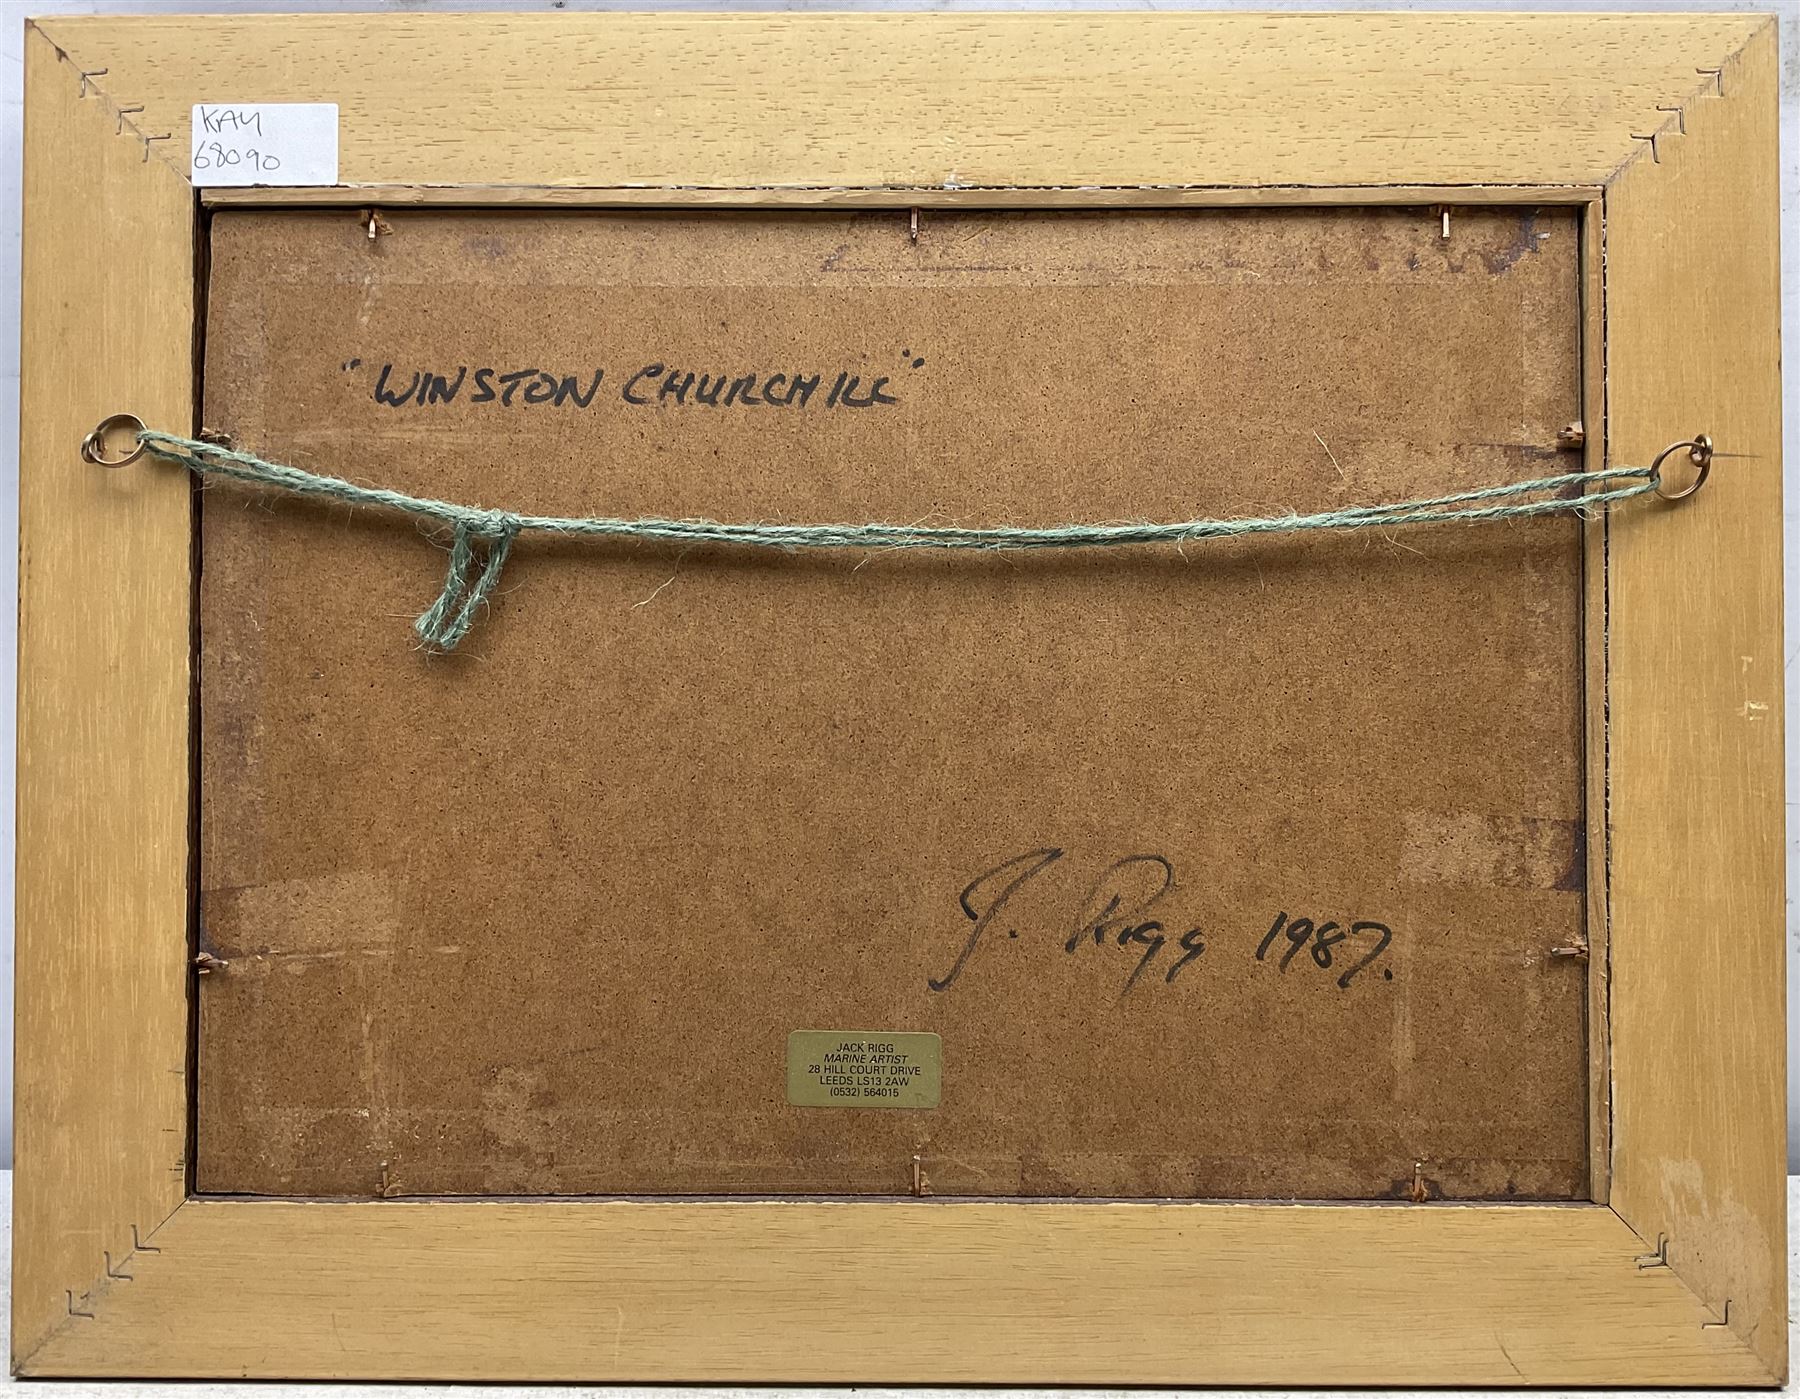 KAY
68090
"WINSTON CHURCHILL"
J. Rigg 1987.
JACK RIGG
MARINE ARTIST
28 HILL COURT DRIVE
LEEDS LS13 2AW
(0532) 564015